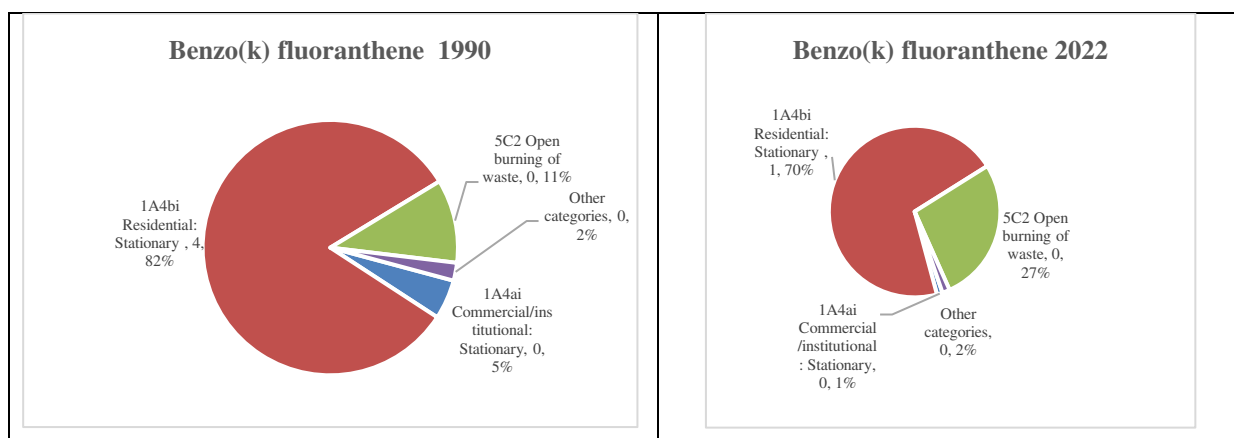 Benzo(k) fluoranthene  1990
5C2 Open
burning of
waste, 0, 11%
Other
categories, 0,
2%
1A4bi
Residential:
Stationary , 4,
82%
1A4ai
Commercial/ins
titutional:
Stationary, 0,
5%
Benzo(k) fluoranthene 2022
1A4bi
Residential:
Stationary ,
1, 70%
5C2 Open
burning of
waste, 0,
27%
1A4ai
Commercial
/institutional
: Stationary,
0, 1%
Other
categories,
0, 2%